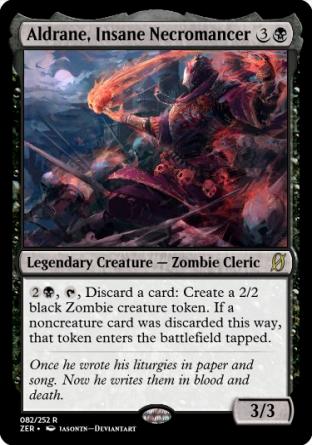 Aldrane, Insane Necromancer 3
Legendary Creature — Zombie Cleric
2, , Discard a card: Create a 2/2
black Zombie creature token. If a
noncreature card was discarded this way,
that token enters the battlefield tapped.
Once he wrote his liturgies in paper and
song. Now he writes them in blood and
death.
3/3
082/252 R
ZER • IASONTN—DEVIANTART